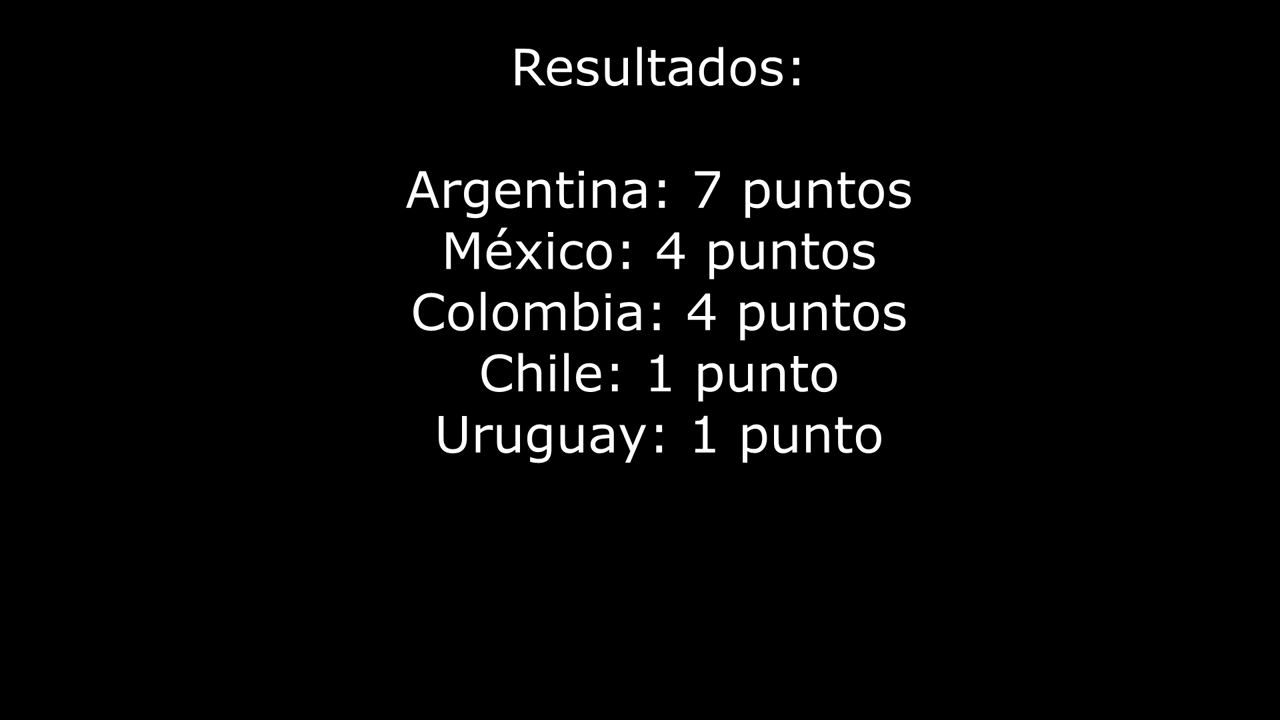 Resultados:
Argentina: 7 puntos
México: 4 puntos
Colombia: 4 puntos
Chile: 1 punto
Uruguay: 1 punto